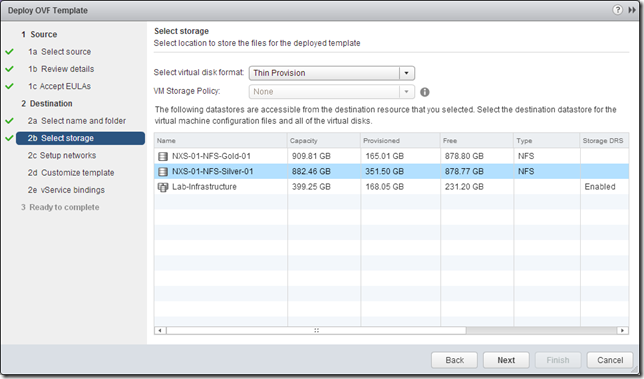 Deploy OVF Template
?
1 Source
1a Select source
1b Review details
1c Accept EULAs
2 Destination
2a Select name and folder
2b Select storage
2c Setup networks
2d Customize template
2e vService bindings
3 Ready to complete
Select storage
Select location to store the files for the deployed template
Select virtual disk format: Thin Provision
VM Storage Policy: None
The following datastores are accessible from the destination resource that you selected. Select the destination datastore for the
virtual machine configuration files and all of the virtual disks.
Name Capacity Provisioned Free Type Storage DRS
NXS-01-NFS-Gold-01 909.81 GB 165.01 GB 878.80 GB NFS
NXS-01-NFS-Silver-01 882.46 GB 351.50 GB 878.77 GB NFS
Lab-Infrastructure 399.25 GB 168.05 GB 231.20 GB Enabled
Back Next Finish Cancel